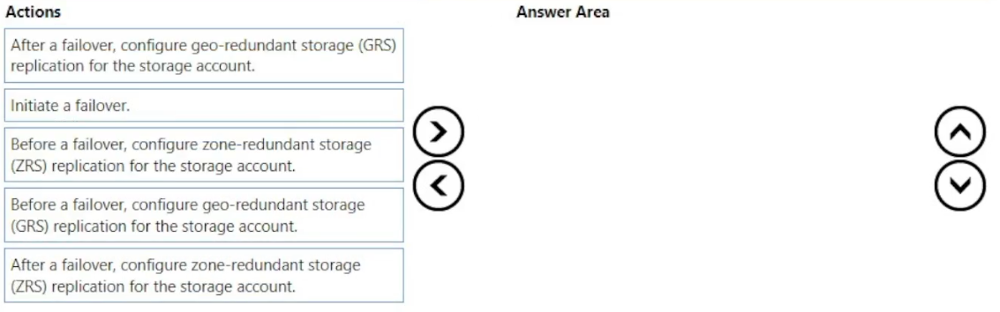 Actions
Answer Area
After a failover, configure geo-redundant storage (GRS)
replication for the storage account.
Initiate a failover.
Before a failover, configure zone-redundant storage
(ZRS) replication for the storage account.
Before a failover, configure geo-redundant storage
(GRS) replication for the storage account.
After a failover, configure zone-redundant storage
(ZRS) replication for the storage account.